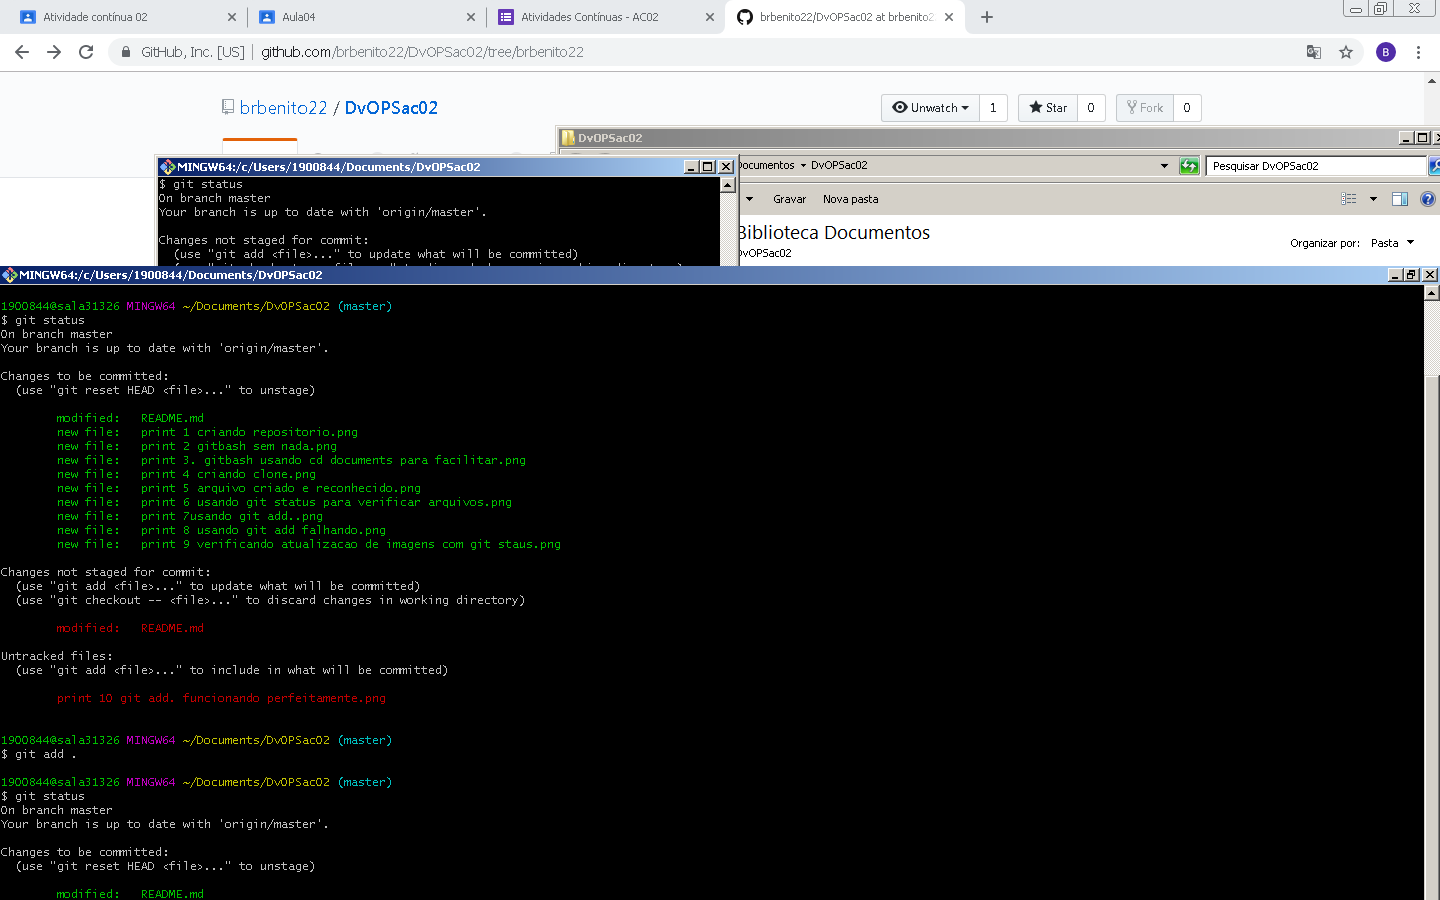 Atividade contínua 02
Aula04
Atividades Contínuas - AC02
brbenito22/DvOPSac02 at brbenito2
GitHub, Inc. [US] | github.com/brbenito22/DvOPSac02/tree/brbenito22
B
brbenito22 / DvOPSac02
Unwatch 1
Star 0
Fork 0
DvOPSac02
MINGW64:/c/Users/1900844/Documents/DvOPSac02
ocumentos DvOPSac02
Pesquisar DvOPSac02
$ git status
On branch master
Your branch is up to date with 'origin/master'.
Gravar Nova pasta
Biblioteca Documentos
DvOPSac02
Organizar por: Pasta
Changes not staged for commit:
(use "git add <file>..." to update what will be committed)
MINGW64:/c/Users/1900844/Documents/DvOPSac02
1900844@sala31326 MINGW64 ~/Documents/DvOPSac02 (master)
$ git status
On branch master
Your branch is up to date with 'origin/master'.
Changes to be committed:
(use "git reset HEAD <file>..." to unstage)
modified: README.md
new file: print 1 criando repositorio.png
new file: print 2 gitbash sem nada.png
new file: print 3. gitbash usando cd documents para facilitar.png
new file: print 4 criando clone.png
new file: print 5 arquivo criado e reconhecido.png
new file: print 6 usando git status para verificar arquivos.png
new file: print 7usando git add..png
new file: print 8 usando git add falhando.png
new file: print 9 verificando atualizacao de imagens com git staus.png
Changes not staged for commit:
(use "git add <file>..." to update what will be committed)
(use "git checkout -- <file>..." to discard changes in working directory)
modified: README.md
Untracked files:
(use "git add <file>..." to include in what will be committed)
print 10 git add. funcionando perfeitamente.png
1900844@sala31326 MINGW64 ~/Documents/DvOPSac02 (master)
$ git add .
1900844@sala31326 MINGW64 ~/Documents/DvOPSac02 (master)
$ git status
On branch master
Your branch is up to date with 'origin/master'.
Changes to be committed:
(use "git reset HEAD <file>..." to unstage)
modified: README.md